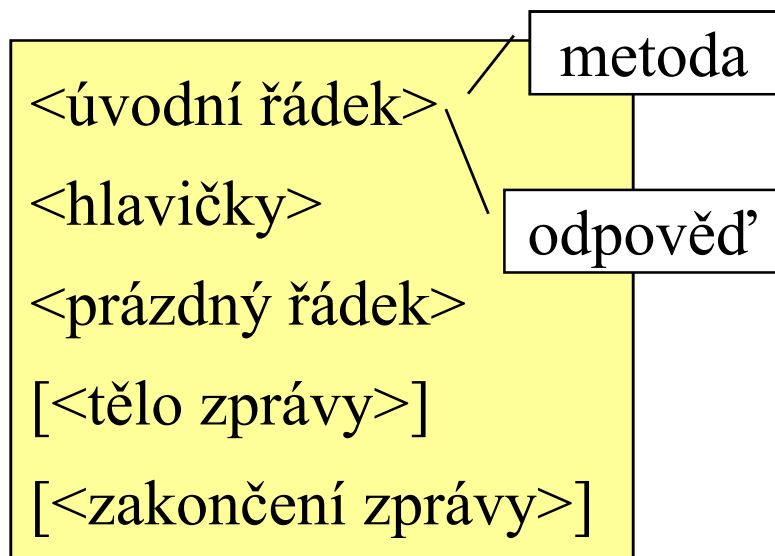 metoda
<úvodní řádek>
<hlavičky>
odpověď
<prázdný řádek>
[<tělo zprávy>]
[<zakončení zprávy>]